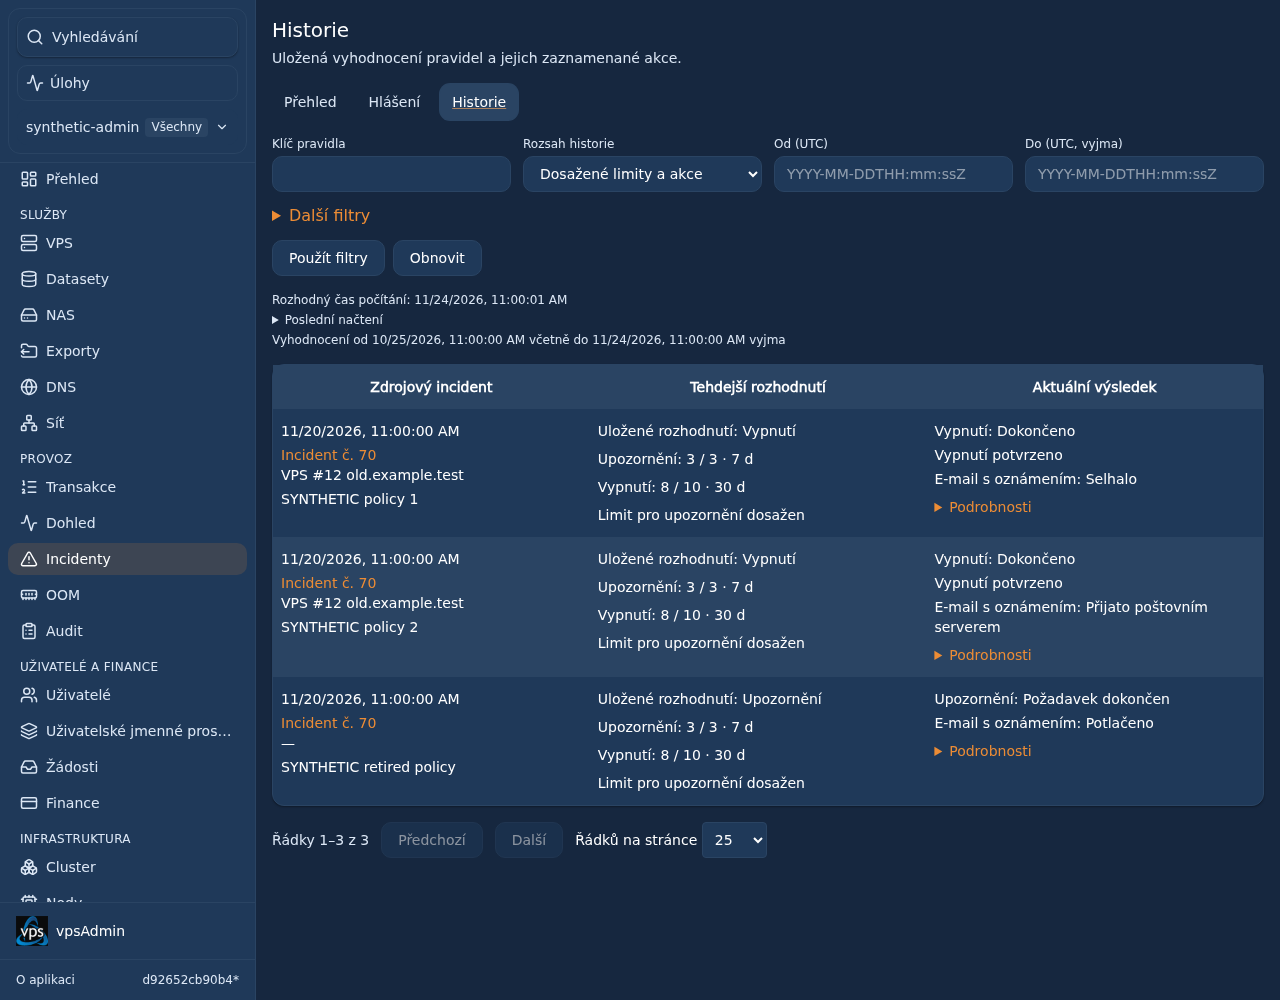 Vyhledávání
Úlohy
synthetic-admin Všechny
Přehled
SLUŽBY
VPS
Datasety
NAS
Exporty
DNS
Síť
PROVOZ
Transakce
Dohled
Incidenty
OOM
Audit
UŽIVATELÉ A FINANCE
Uživatelé
Uživatelské jmenné pros…
Žádosti
Finance
INFRASTRUKTURA
Cluster
Nody
vpsAdmin
O aplikaci d92652cb90b4*
Historie
Uložená vyhodnocení pravidel a jejich zaznamenané akce.
Přehled Hlášení Historie
Klíč pravidla Rozsah historie Od (UTC) Do (UTC, vyjma)
Dosažené limity a akce YYYY-MM-DDTHH:mm:ssZ YYYY-MM-DDTHH:mm:ssZ
Další filtry
Použít filtry Obnovit
Rozhodný čas počítání: 11/24/2026, 11:00:01 AM
Poslední načtení
Vyhodnocení od 10/25/2026, 11:00:00 AM včetně do 11/24/2026, 11:00:00 AM vyjma
Zdrojový incident Tehdejší rozhodnutí Aktuální výsledek
11/20/2026, 11:00:00 AM
Incident č. 70
VPS #12 old.example.test
SYNTHETIC policy 1
Uložené rozhodnutí: Vypnutí
Upozornění: 3 / 3 · 7 d
Vypnutí: 8 / 10 · 30 d
Limit pro upozornění dosažen
Vypnutí: Dokončeno
Vypnutí potvrzeno
E-mail s oznámením: Selhalo
Podrobnosti
11/20/2026, 11:00:00 AM
Incident č. 70
VPS #12 old.example.test
SYNTHETIC policy 2
Uložené rozhodnutí: Vypnutí
Upozornění: 3 / 3 · 7 d
Vypnutí: 8 / 10 · 30 d
Limit pro upozornění dosažen
Vypnutí: Dokončeno
Vypnutí potvrzeno
E-mail s oznámením: Přijato poštovním
serverem
Podrobnosti
11/20/2026, 11:00:00 AM
Incident č. 70
—
SYNTHETIC retired policy
Uložené rozhodnutí: Upozornění
Upozornění: 3 / 3 · 7 d
Vypnutí: 8 / 10 · 30 d
Limit pro upozornění dosažen
Upozornění: Požadavek dokončen
E-mail s oznámením: Potlačeno
Podrobnosti
Řádky 1–3 z 3 Předchozí Další Řádků na stránce 25